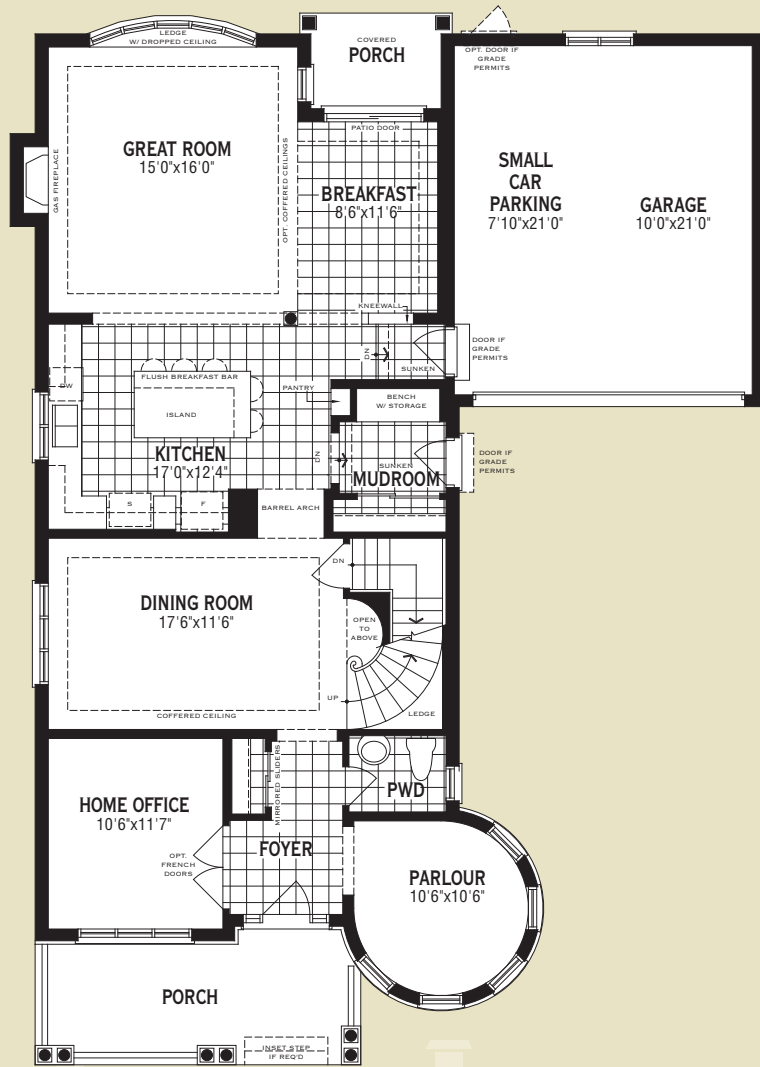 LEDGE
W/ DROPPED CEILING
COVERED
PORCH
OPT. DOOR IF
GRADE
PERMITS
PATIO DOOR
GREAT ROOM
15'0"x16'0"
GAS FIREPLACE
OPT. COFFERED CEILINGS
BREAKFAST
8'6"x11'6"
SMALL
CAR
PARKING
7'10"x21'0"
GARAGE
10'0"x21'0"
KNEEWALL
DN
SUNKEN
DOOR IF
GRADE
PERMITS
DW
FLUSH BREAKFAST BAR
ISLAND
PANTRY
BENCH
W/ STORAGE
KITCHEN
17'0"x12'4"
DN
SUNKEN
MUDROOM
DOOR IF
GRADE
PERMITS
S
F
BARREL ARCH
DINING ROOM
17'6"x11'6"
DN
OPEN
TO
ABOVE
UP
LEDGE
COFFERED CEILING
MIRRORED SLIDERS
PWD
HOME OFFICE
10'6"x11'7"
OPT.
FRENCH
DOORS
FOYER
PARLOUR
10'6"x10'6"
PORCH
INSET STEP
IF REQ'D